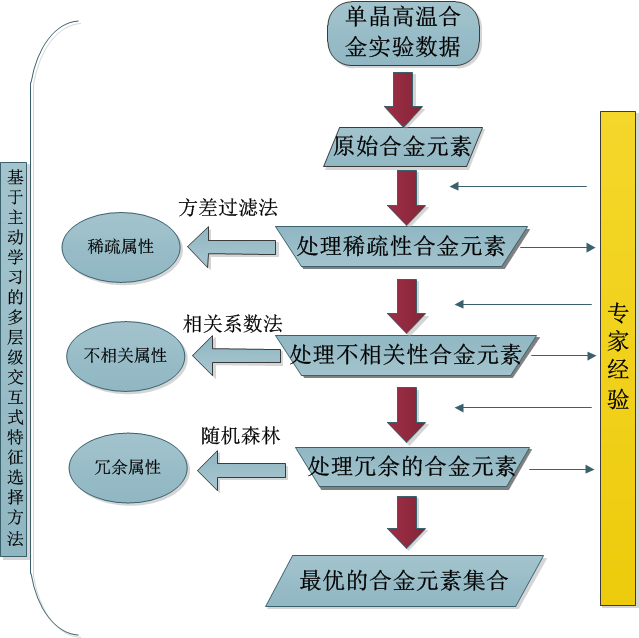 单晶高温合
金实验数据
原始合金元素
方差过滤法
稀疏属性
处理稀疏性合金元素
相关系数法
不相关属性
处理不相关性合金元素
随机森林
冗余属性
处理冗余的合金元素
最优的合金元素集合
基于主动学习的多层级交互式特征选择方法
专家经验